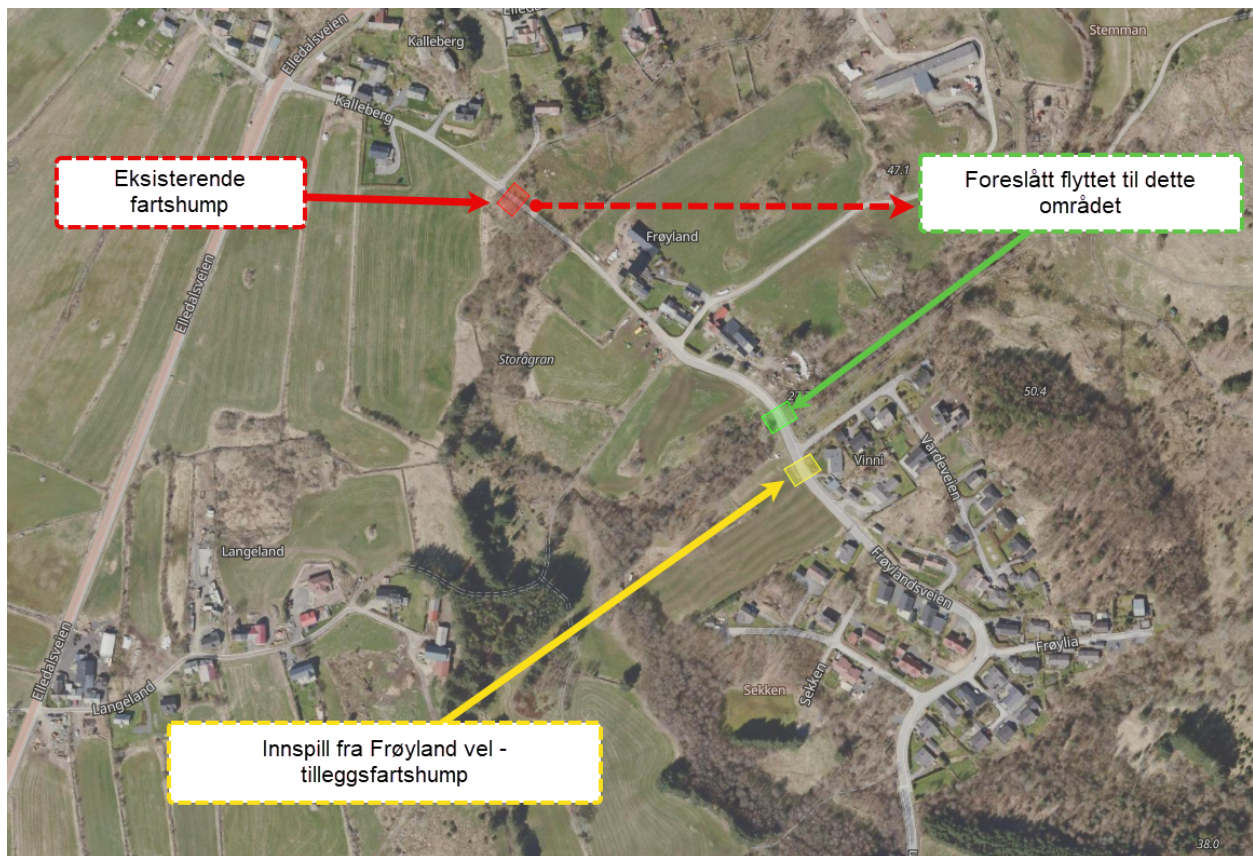 Elledalsveien
Kalleberg
Stemman
Kalleberg
Eksisterende
fartshump
47.1
Foreslått flyttet til dette
området
Frøyland
Elledalsveien
Storågran
50.4
Vardeveien
Vinni
Langeland
Frøylandsveien
Frøylia
Elledalsveien
Sekken
Sekken
Langeland
Innspill fra Frøyland vel -
tilleggsfartshump
38.0